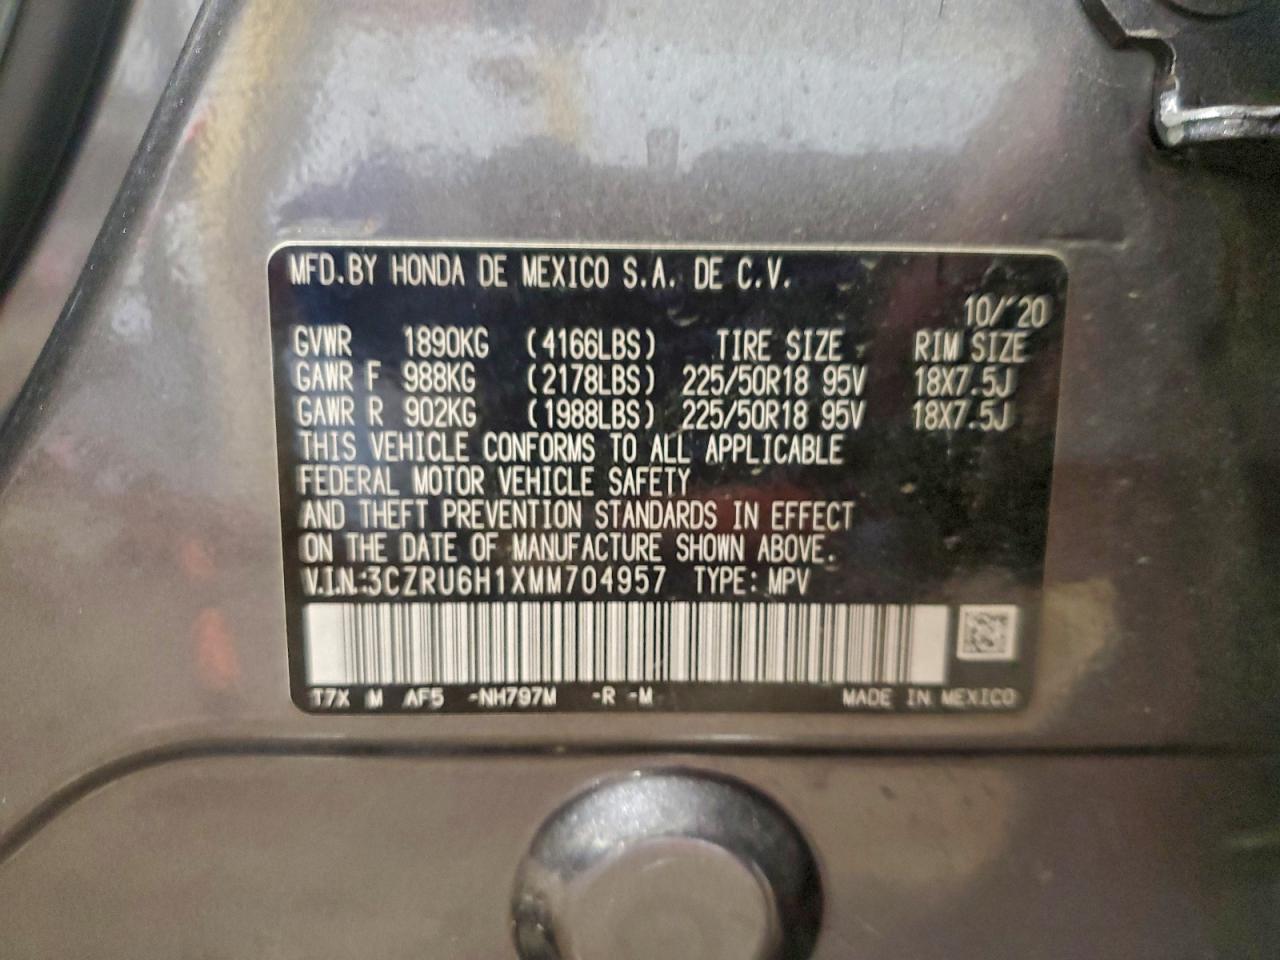 MFD.BY HONDA DE MEXICO S.A. DE C.V.
10/'20
GVWR 1890KG (4166LBS) TIRE SIZE RIM SIZE
GAWR F 988KG (2178LBS) 225/50R18 95V 18X7.5J
GAWR R 902KG (1988LBS) 225/50R18 95V 18X7.5J
THIS VEHICLE CONFORMS TO ALL APPLICABLE
FEDERAL MOTOR VEHICLE SAFETY
AND THEFT PREVENTION STANDARDS IN EFFECT
ON THE DATE OF MANUFACTURE SHOWN ABOVE.
V.I.N.:3CZRU6H1XMM704957 TYPE: MPV
T7X M AF5 -NH797M -R -M MADE IN MEXICO